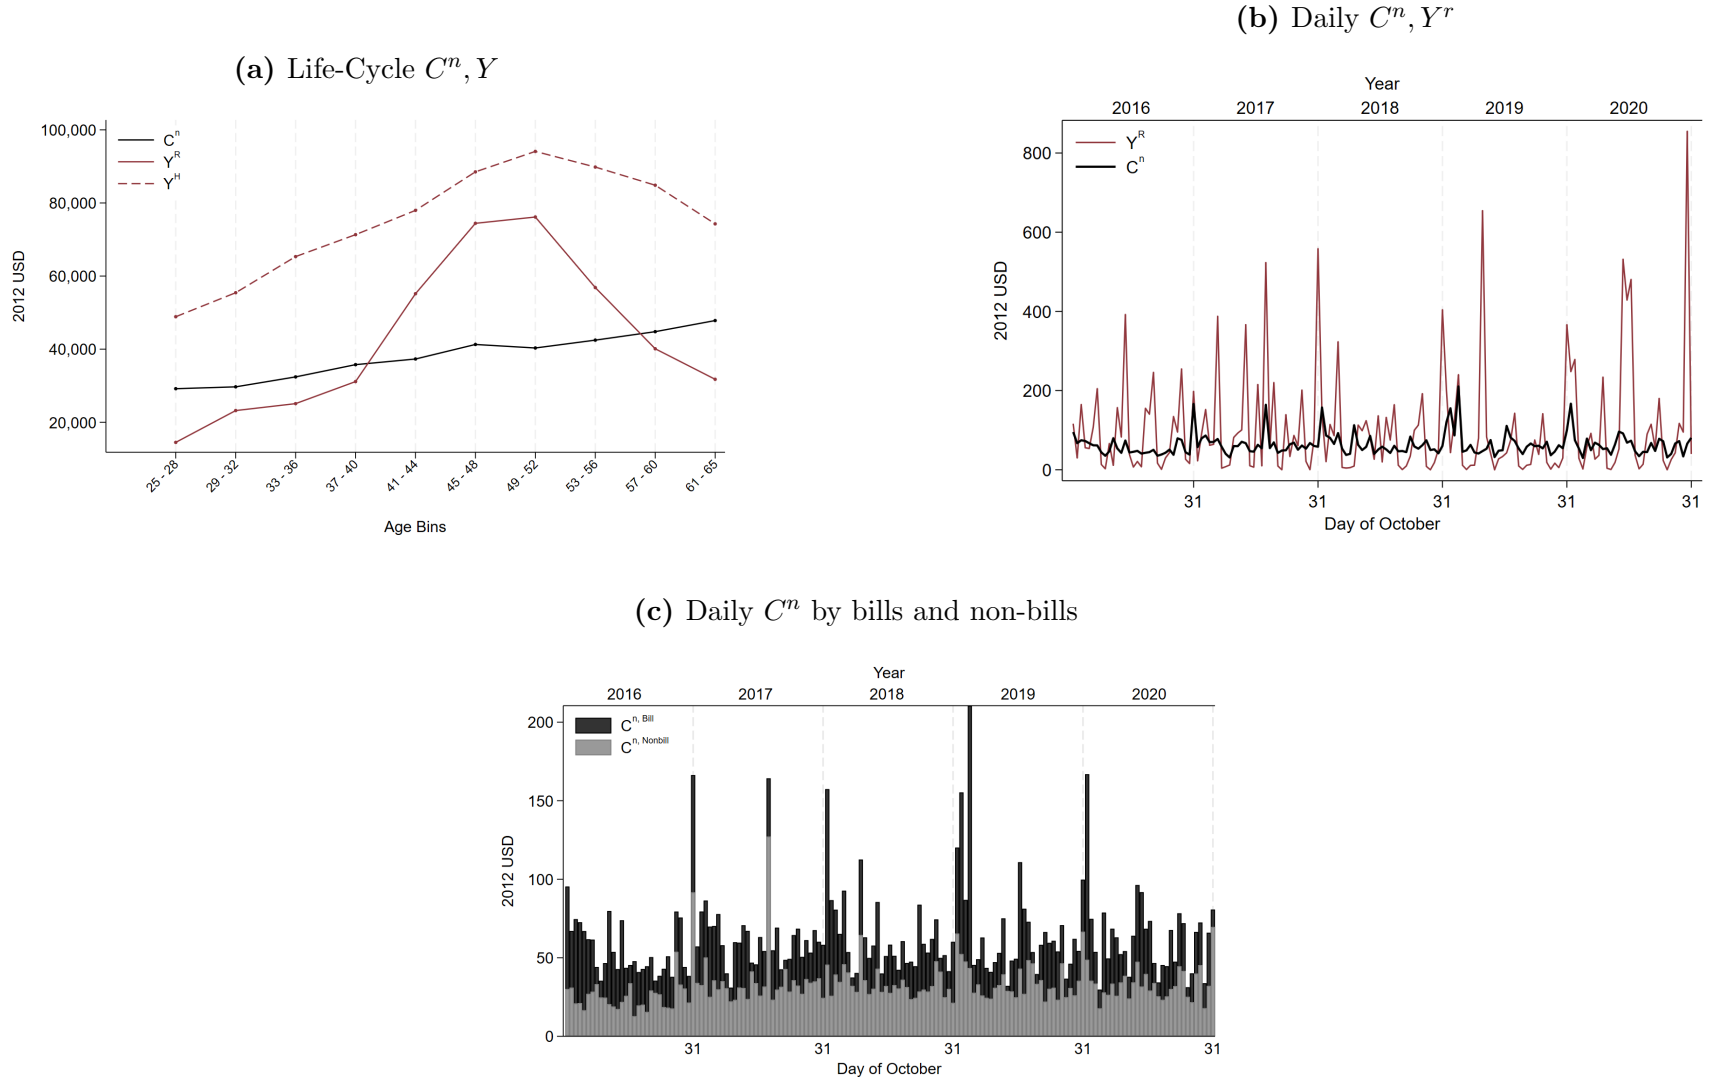 (a) Life-Cycle Cⁿ, Y
100,000
80,000
60,000
40,000
20,000
2012 USD
Cⁿ
Yᴿ
Yᴴ
25 - 28
29 - 32
33 - 36
37 - 40
41 - 44
45 - 48
49 - 52
53 - 56
57 - 60
61 - 65
Age Bins
(b) Daily Cⁿ, Yʳ
Year
2016 2017 2018 2019 2020
Yᴿ
Cⁿ
800
600
400
200
0
2012 USD
31 31 31 31 31
Day of October
(c) Daily Cⁿ by bills and non-bills
Year
2016 2017 2018 2019 2020
C^n, Bill
C^n, Nonbill
200
150
100
50
0
2012 USD
31 31 31 31 31
Day of October